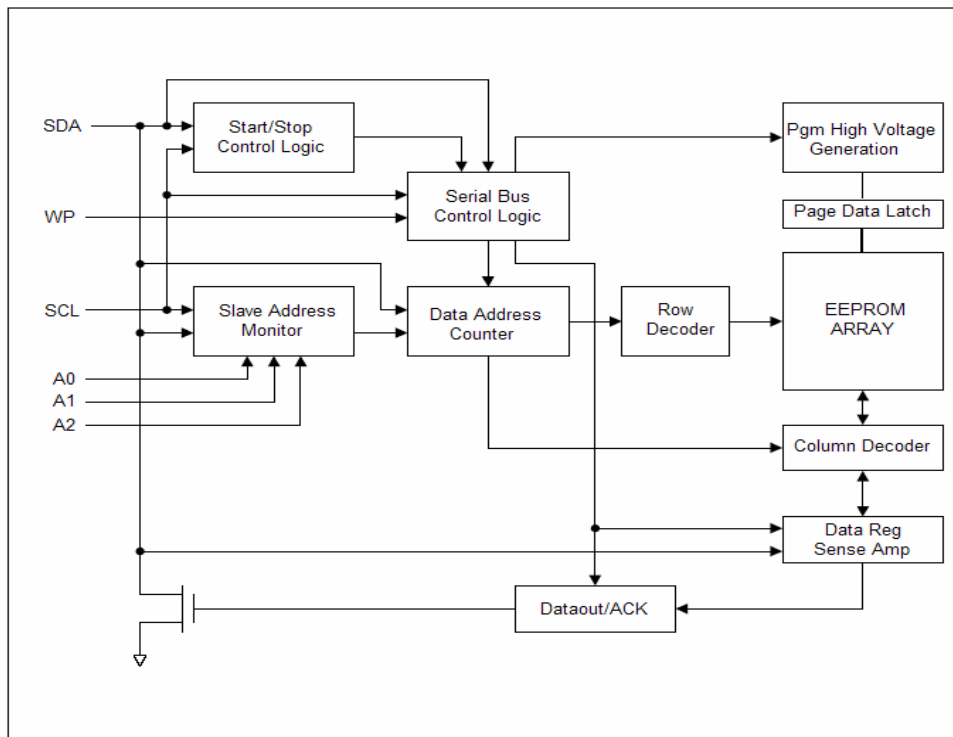 SDA
Start/Stop
Control Logic
Pgm High Voltage
Generation
WP
Serial Bus
Control Logic
Page Data Latch
SCL
Slave Address
Monitor
Data Address
Counter
Row
Decoder
EEPROM
ARRAY
A0
A1
A2
Column Decoder
Data Reg
Sense Amp
Dataout/ACK